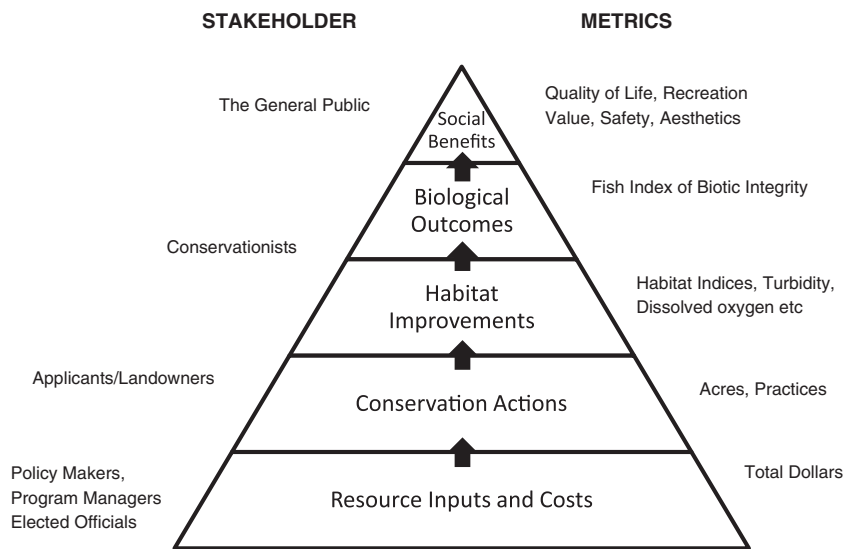 STAKEHOLDER
METRICS
The General Public
Social
Benefits
Quality of Life, Recreation
Value, Safety, Aesthetics
Biological
Outcomes
Fish Index of Biotic Integrity
Conservationists
Habitat
Improvements
Habitat Indices, Turbidity,
Dissolved oxygen etc
Applicants/Landowners
Conservation Actions
Acres, Practices
Policy Makers,
Program Managers
Elected Officials
Resource Inputs and Costs
Total Dollars